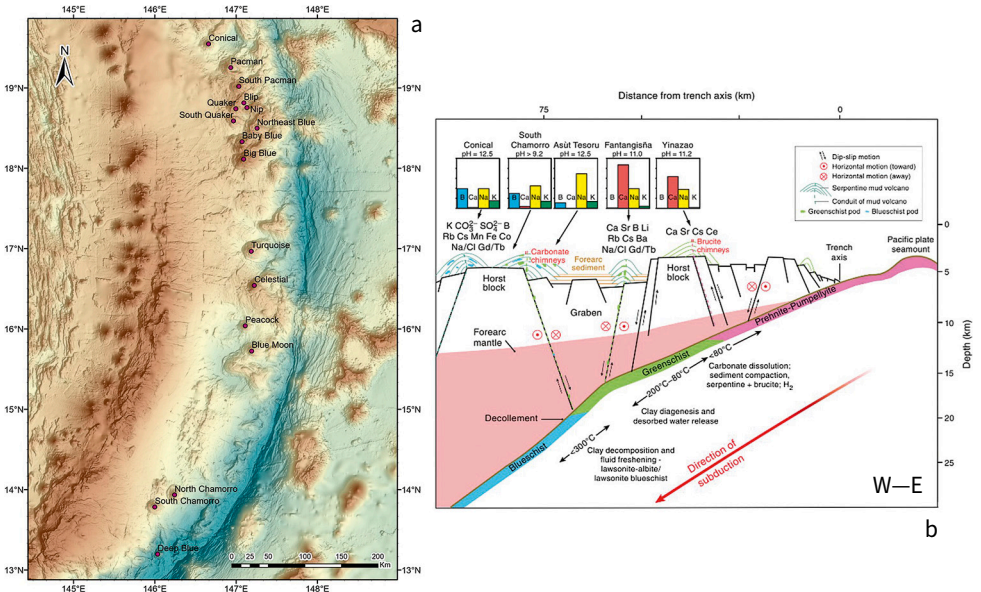 145°E 146°E 147°E 148°E
a
N
Conical
Pacman
19°N 19°N
South Pacman
Blip
Quaker Nip
South Quaker
Northeast Blue
Baby Blue
Big Blue
18°N 18°N
17°N 17°N
Turquoise
Celestial
16°N 16°N
Peacock
Blue Moon
15°N 15°N
14°N 14°N
North Chamorro
South Chamorro
Deep Blue
13°N 13°N
0 25 50 100 150 200
Km
145°E 146°E 147°E 148°E
Distance from trench axis (km)
75 0
Conical
pH = 12.5
South
Chamorro
pH > 9.2
Asùt Tesoru
pH = 12.5
Fantangisña
pH = 11.0
Yinazao
pH = 11.2
B Ca Na K
B Ca Na K
B Ca Na K
B Ca Na K
B Ca Na K
Dip-slip motion
Horizontal motion (toward)
Horizontal motion (away)
Serpentine mud volcano
Conduit of mud volcano
Greenschist pod Blueschist pod
K CO₃²⁻ SO₄²⁻ B
Rb Cs Mn Fe Co
Na/Cl Gd/Tb
Ca Sr B Li
Rb Cs Ba
Na/Cl Gd/Tb
Ca Sr Cs Ce
Brucite
chimneys
Carbonate
chimneys
Forearc
sediment
Trench
axis
Pacific plate
seamount
Horst
block
Graben
Horst
block
Forearc
mantle
Prehnite-Pumpellyite
Greenschist
Blueschist
Decollement
<80°C
200°C–80°C
<300°C
Carbonate dissolution;
sediment compaction,
serpentine + brucite; H₂
Clay diagenesis and
desorbed water release
Clay decomposition and
fluid freshening -
lawsonite-albite/
lawsonite blueschist
Direction of
subduction
0
5
10
15
20
25
Depth (km)
W—E
b